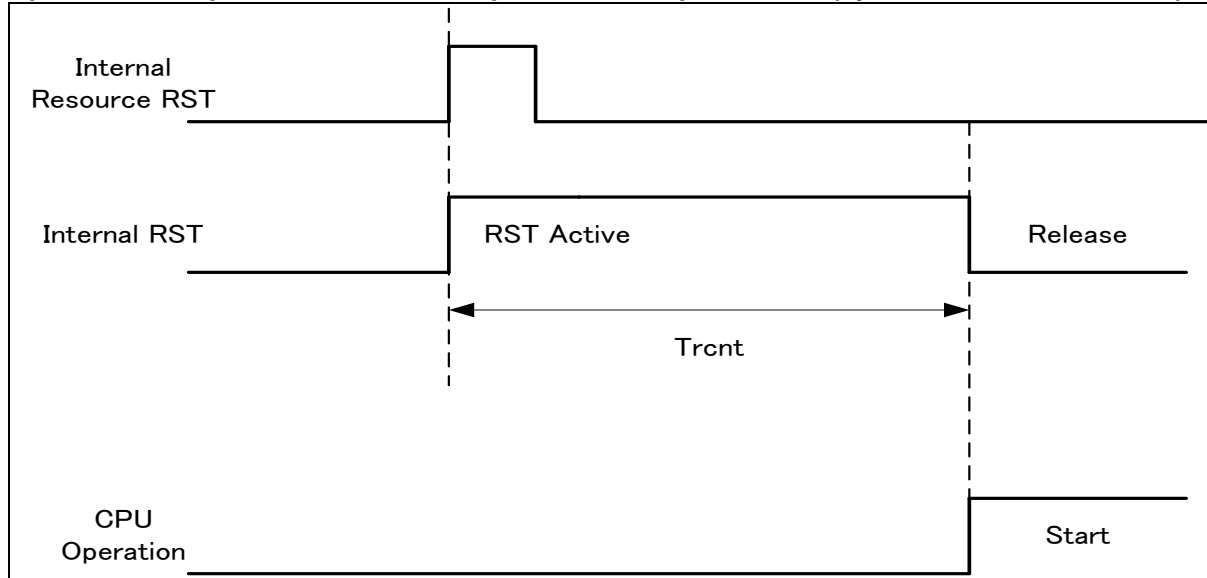 Internal
Resource RST
Internal RST
RST Active
Release
Trcnt
CPU
Operation
Start